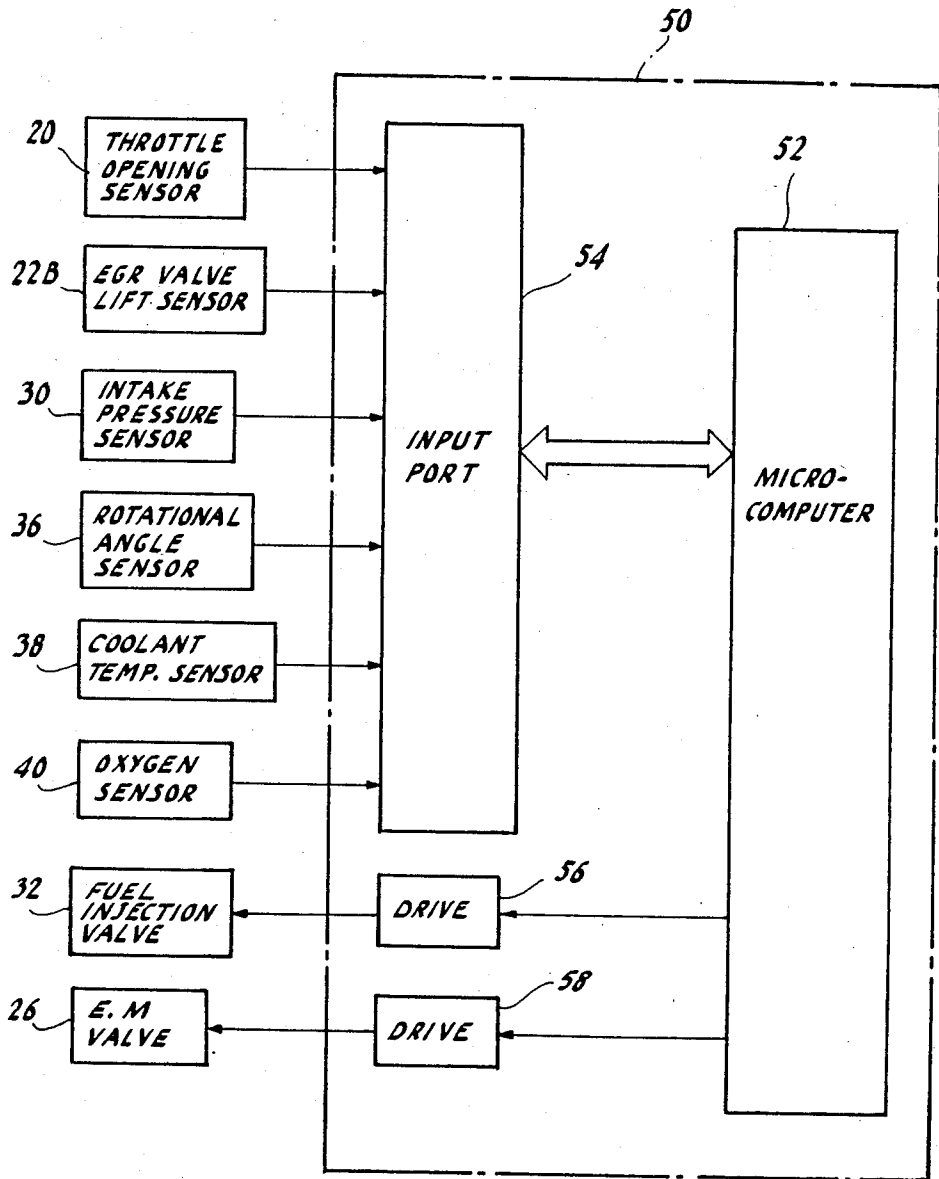 50
20
THROTTLE
OPENING
SENSOR
52
22B
EGR VALVE
LIFT SENSOR
54
30
INTAKE
PRESSURE
SENSOR
INPUT
PORT
MICRO-
COMPUTER
36
ROTATIONAL
ANGLE
SENSOR
38
COOLANT
TEMP. SENSOR
40
OXYGEN
SENSOR
32
FUEL
INJECTION
VALVE
DRIVE
56
26
E.M
VALVE
DRIVE
58